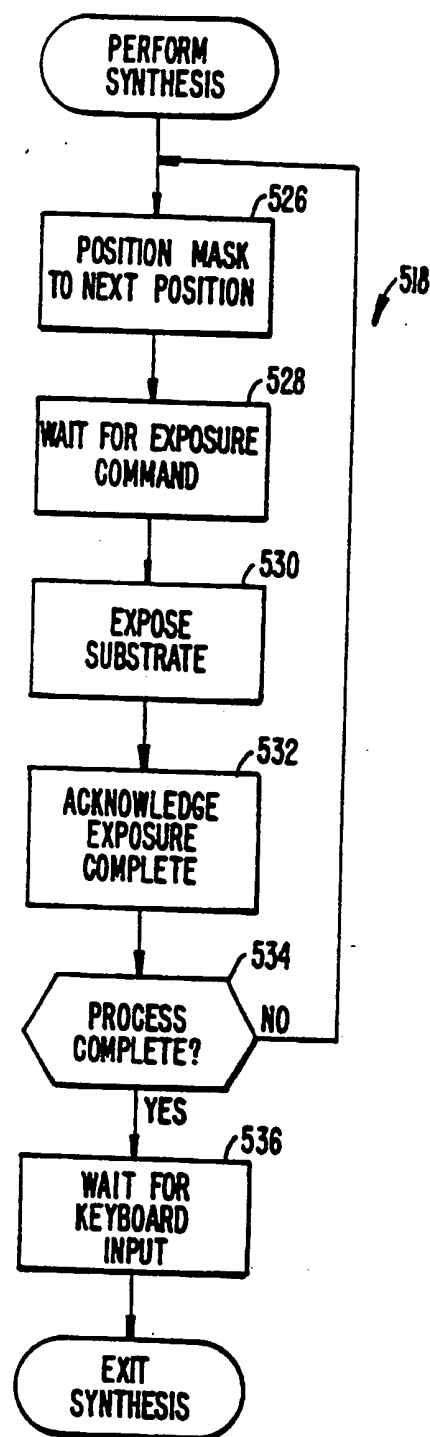 PERFORM
SYNTHESIS
526
POSITION MASK
TO NEXT POSITION
518
528
WAIT FOR EXPOSURE
COMMAND
530
EXPOSE
SUBSTRATE
532
ACKNOWLEDGE
EXPOSURE
COMPLETE
534
PROCESS
COMPLETE?
NO
YES
536
WAIT FOR
KEYBOARD
INPUT
EXIT
SYNTHESIS